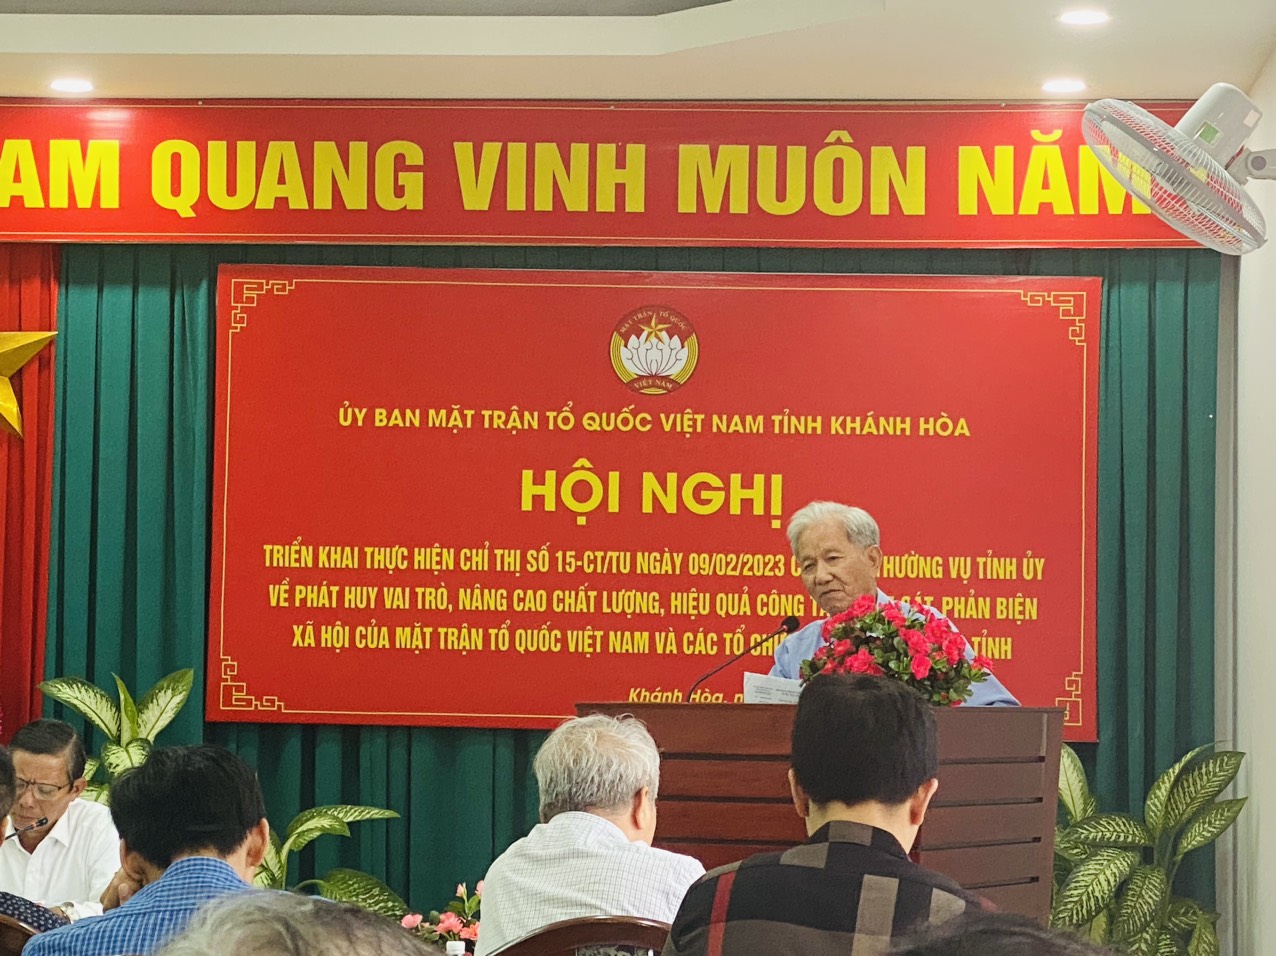 AM QUANG VINH MUÔN NĂM
MẶT TRẬN TỔ QUỐC
VIỆT NAM
ỦY BAN MẶT TRẬN TỔ QUỐC VIỆT NAM TỈNH KHÁNH HÒA
HỘI NGHỊ
TRIỂN KHAI THỰC HIỆN CHỈ THỊ SỐ 15-CT/TU NGÀY 09/02/2023 C HƯỜNG VỤ TỈNH ỦY
VỀ PHÁT HUY VAI TRÒ, NÂNG CAO CHẤT LƯỢNG, HIỆU QUẢ CÔNG T SÁT, PHẢN BIỆN
XÃ HỘI CỦA MẶT TRẬN TỔ QUỐC VIỆT NAM VÀ CÁC TỔ CHỨ TỈNH
Khánh Hòa, n